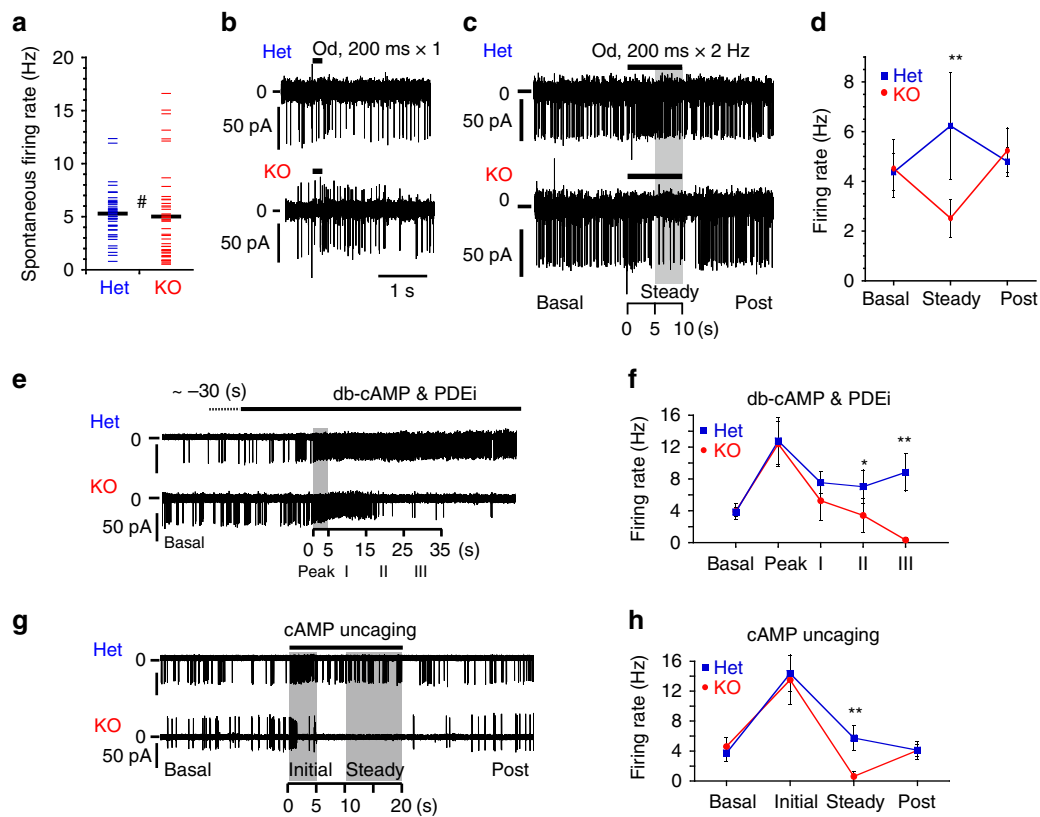 a
Spontaneous firing rate (Hz)
20
15
10
5
0
#
Het KO
b
Het Od, 200 ms × 1
0
50 pA
KO
0
50 pA
1 s
c
Het Od, 200 ms × 2 Hz
0
50 pA
KO
0
50 pA
Basal Steady Post
0 5 10 (s)
d
Firing rate (Hz)
8
6
4
2
0
Het
KO
**
Basal Steady Post
e
~ −30 (s) db-cAMP & PDEi
Het
0
KO
0
50 pA
Basal
0 5 15 25 35 (s)
Peak I II III
f
db-cAMP & PDEi
Firing rate (Hz)
16
12
8
4
0
Het
KO
* **
Basal Peak I II III
g
cAMP uncaging
Het
0
KO
0
50 pA
Basal Initial Steady Post
0 5 10 20 (s)
h
cAMP uncaging
Firing rate (Hz)
16
12
8
4
0
Het
KO
**
Basal Initial Steady Post